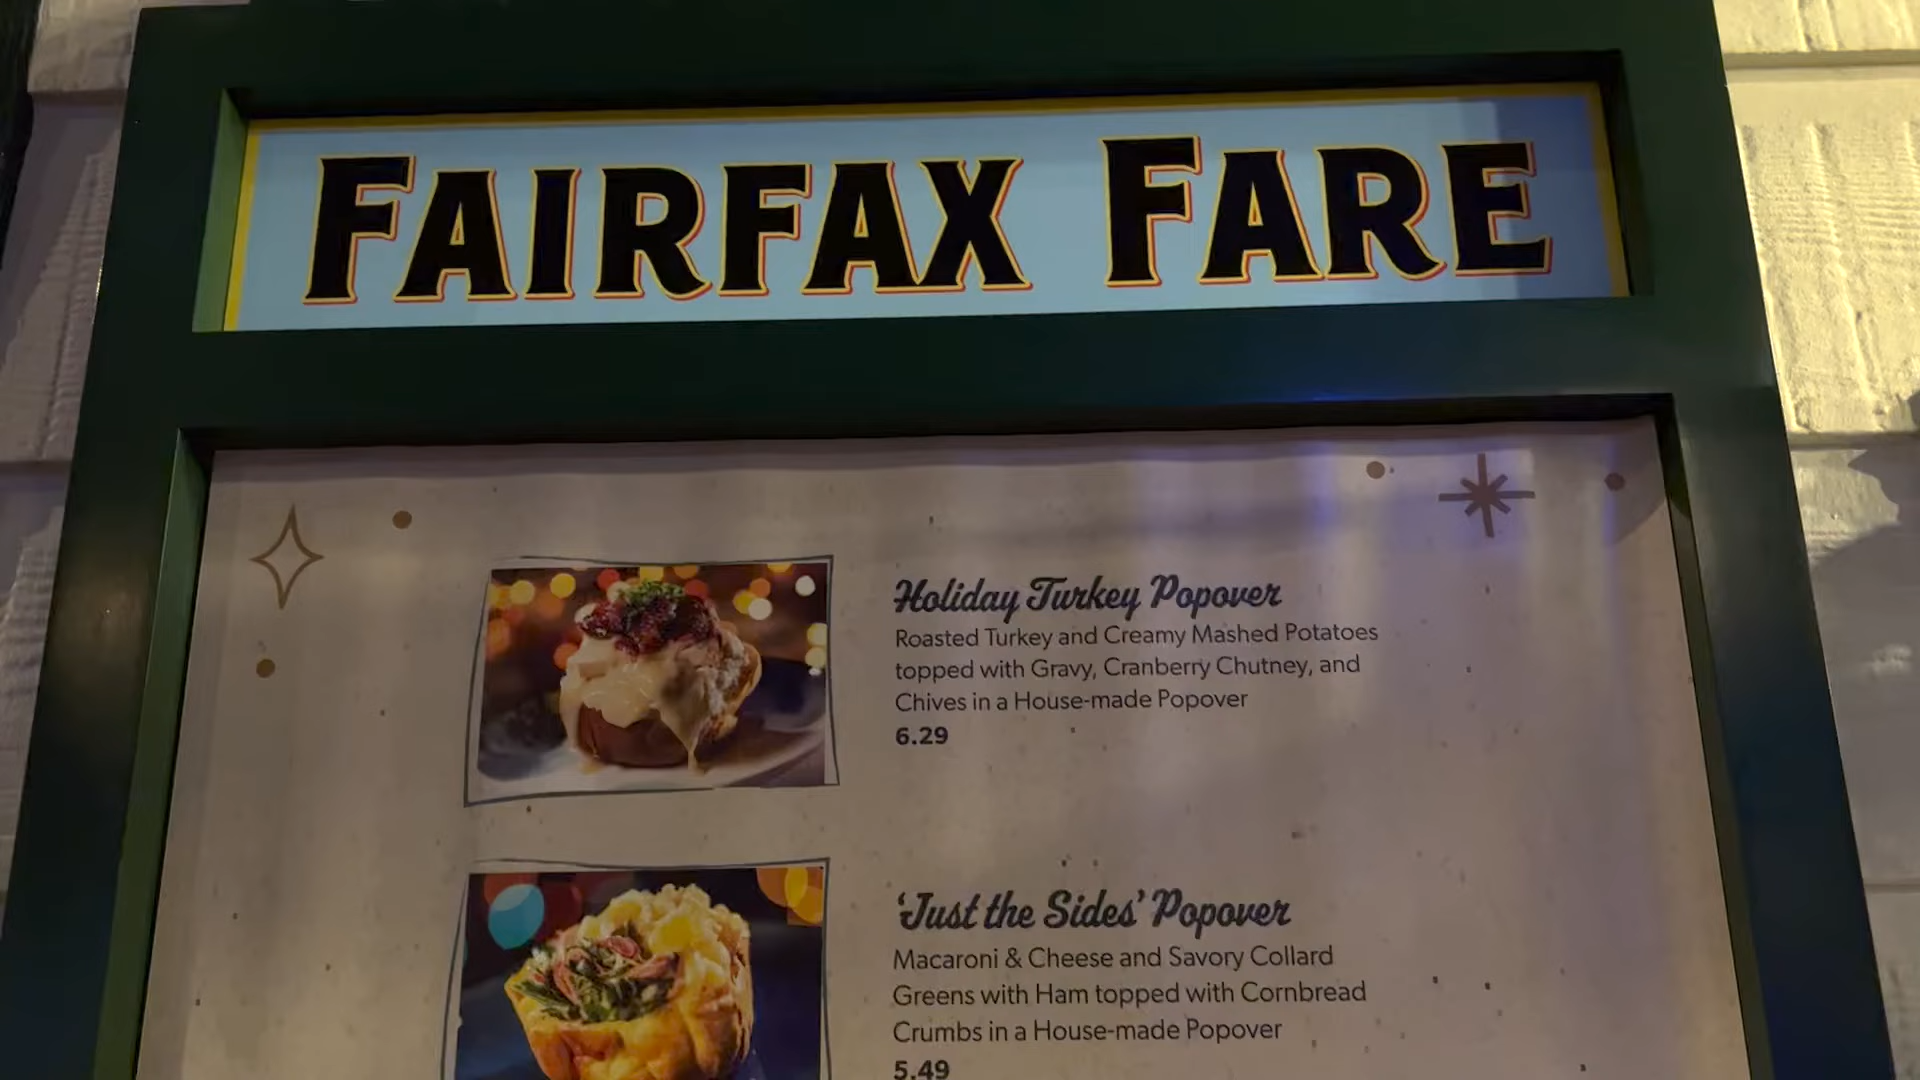 FAIRFAX FARE
Holiday Turkey Popover
Roasted Turkey and Creamy Mashed Potatoes
topped with Gravy, Cranberry Chutney, and
Chives in a House-made Popover
6.29
‘Just the Sides’ Popover
Macaroni & Cheese and Savory Collard
Greens with Ham topped with Cornbread
Crumbs in a House-made Popover
5.49